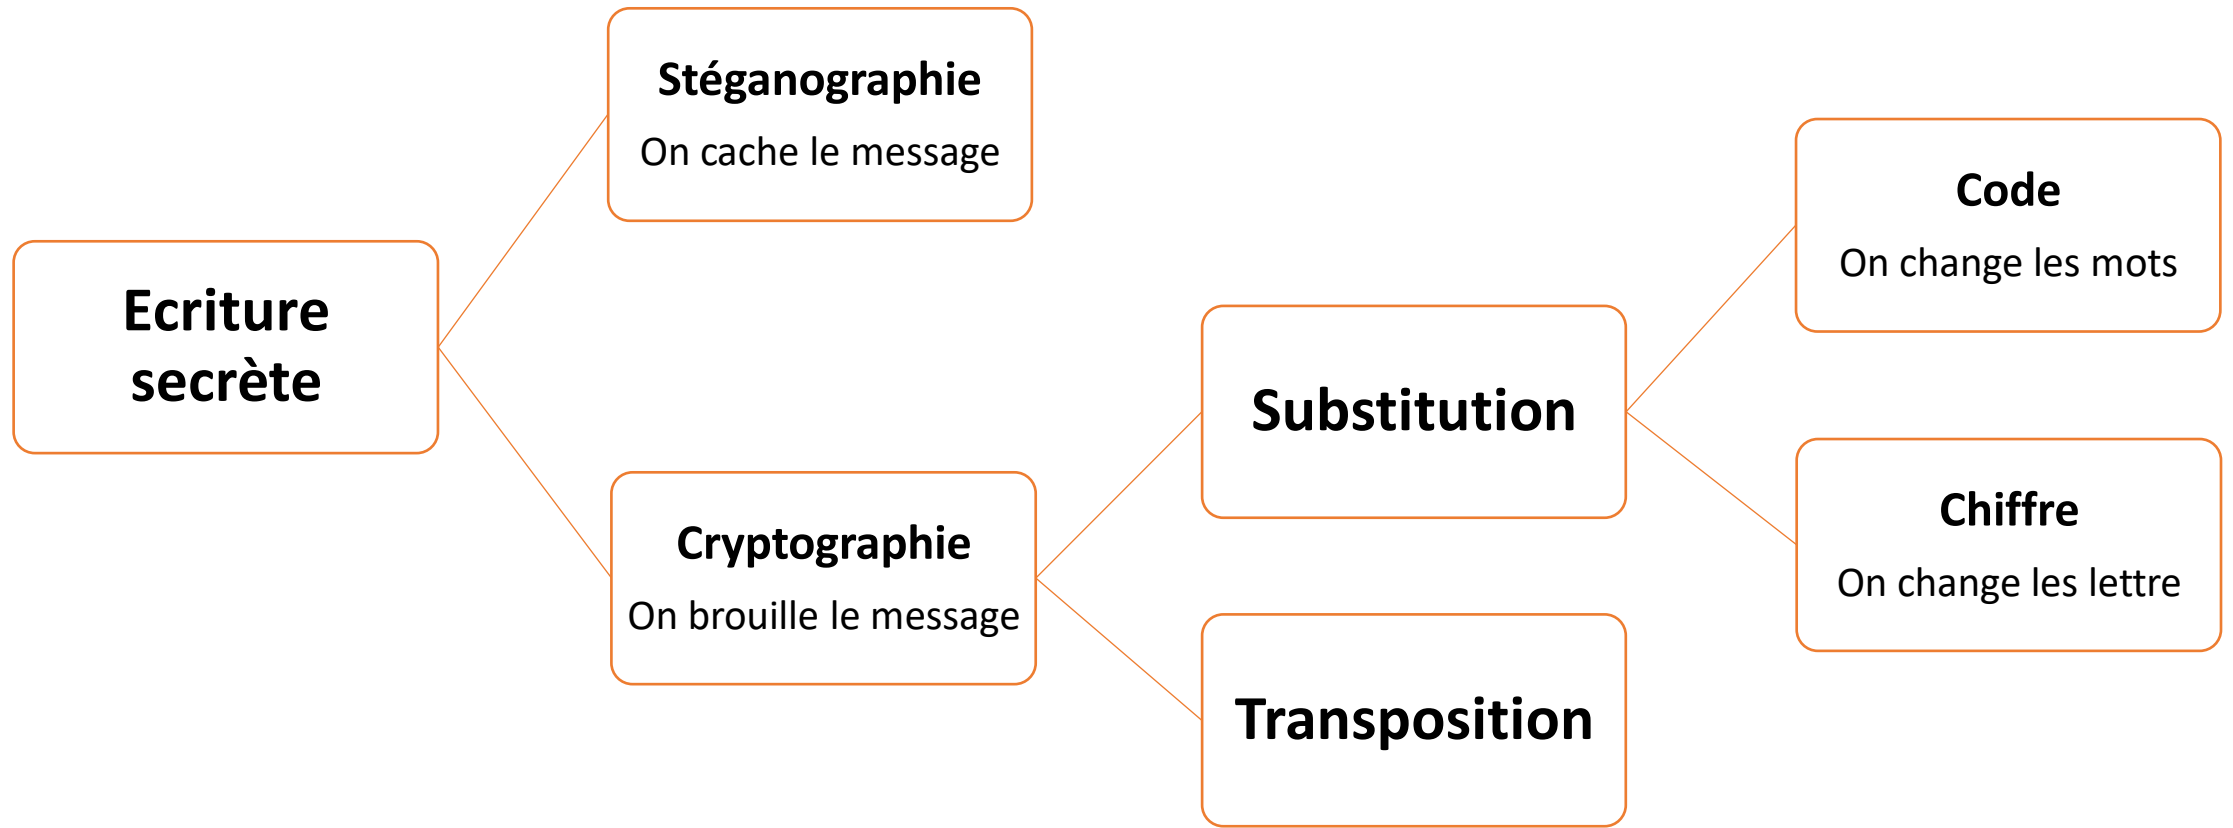 Ecriture
secrète
Stéganographie
On cache le message
Cryptographie
On brouille le message
Substitution
Transposition
Code
On change les mots
Chiffre
On change les lettre